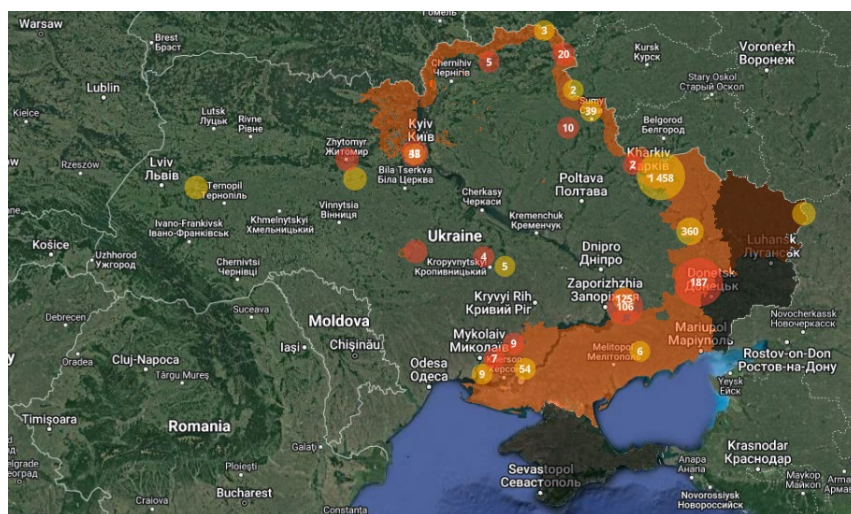 Warsaw
Brest
Брэст
Гомель
3
Kursk
Курск
Voronezh
Воронеж
5
20
Chernihiv
Чернігів
Stary Oskol
Старый Оскол
Lublin
Kielce
2
Sumy
39
Lutsk
Луцьк
Rivne
Рівне
Kyiv
Київ
10
Belgorod
Белгород
Zhytomyr
Житомир
Rzeszów
Lviv
Львів
Bila Tserkva
Біла Церква
Kharkiv
2
1 458
Ternopil
Тернопіль
Poltava
Полтава
Cherkasy
Черкаси
Vinnytsia
Вінниця
Khmelnytskyi
Хмельницький
Ivano-Frankivsk
Івано-Франківськ
Kremenchuk
Кременчук
360
Košice
Uzhhorod
Ужгород
Chernivtsi
Чернівці
Ukraine
4
5
Kropyvnytskyi
Кропивницький
Dnipro
Дніпро
Luhansk
Луганськ
Donetsk
187
Zaporizhzhia
125
106
Kryvyi Rih
Кривий Ріг
Suceava
Debrecen
Moldova
Novocherkassk
Новочеркасск
Mykolaiv
Миколаїв
9
7
Mariupol
Маріуполь
Melitopol
Мелітополь
6
Oradea
Iași
Chișinău
Cluj-Napoca
Târgu Mureș
Odesa
Одеса
9
54
Rostov-on-Don
Ростов-на-Дону
Yeysk
Ейск
Timișoara
Romania
Galați
Krasnodar
Краснодар
Sevastopol
Севастополь
Anapa
Анапа
Maykop
Майкоп
Ploiești
Bucharest
Craiova
Constanța
Novorossiysk
Новороссийск